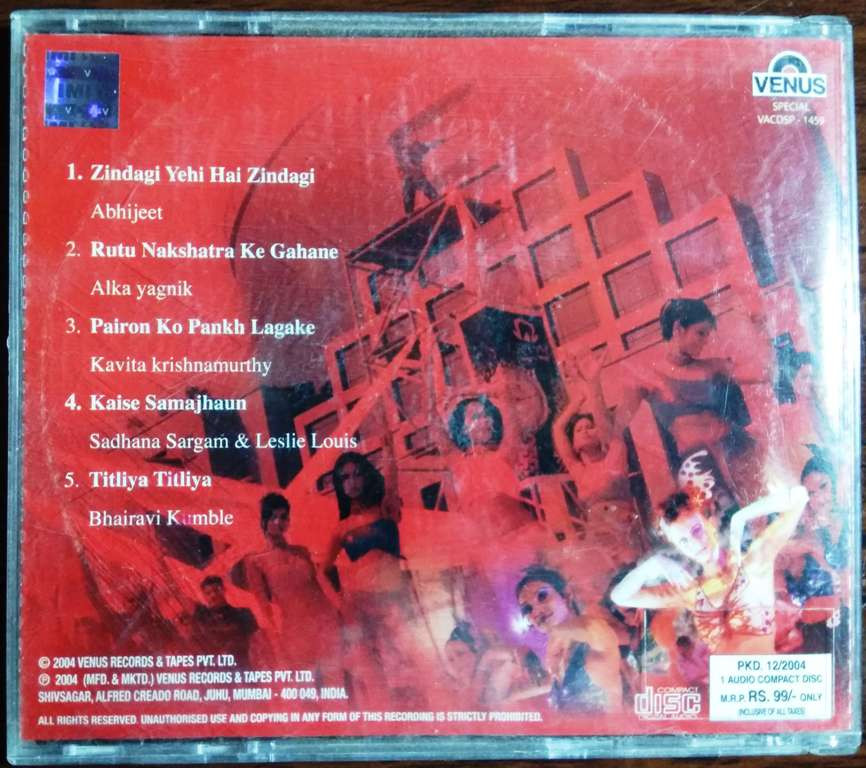 VENUS
SPECIAL
VACDSP - 1459
1. Zindagi Yehi Hai Zindagi
Abhijeet
2. Rutu Nakshatra Ke Gahane
Alka yagnik
3. Pairon Ko Pankh Lagake
Kavita krishnamurthy
4. Kaise Samajhaun
Sadhana Sargam & Leslie Louis
5. Titliya Titliya
Bhairavi Kumble
© 2004 VENUS RECORDS & TAPES PVT. LTD.
℗ 2004 (MFD. & MKTD.) VENUS RECORDS & TAPES PVT. LTD.
SHIVSAGAR, ALFRED CREADO ROAD, JUHU, MUMBAI - 400 049, INDIA.
ALL RIGHTS RESERVED. UNAUTHORISED USE AND COPYING IN ANY FORM OF THIS RECORDING IS STRICTLY PROHIBITED.
COMPACT
disc
DIGITAL AUDIO
PKD. 12/2004
1 AUDIO COMPACT DISC
M.R.P. RS. 99/- ONLY
(INCLUSIVE OF ALL TAXES)